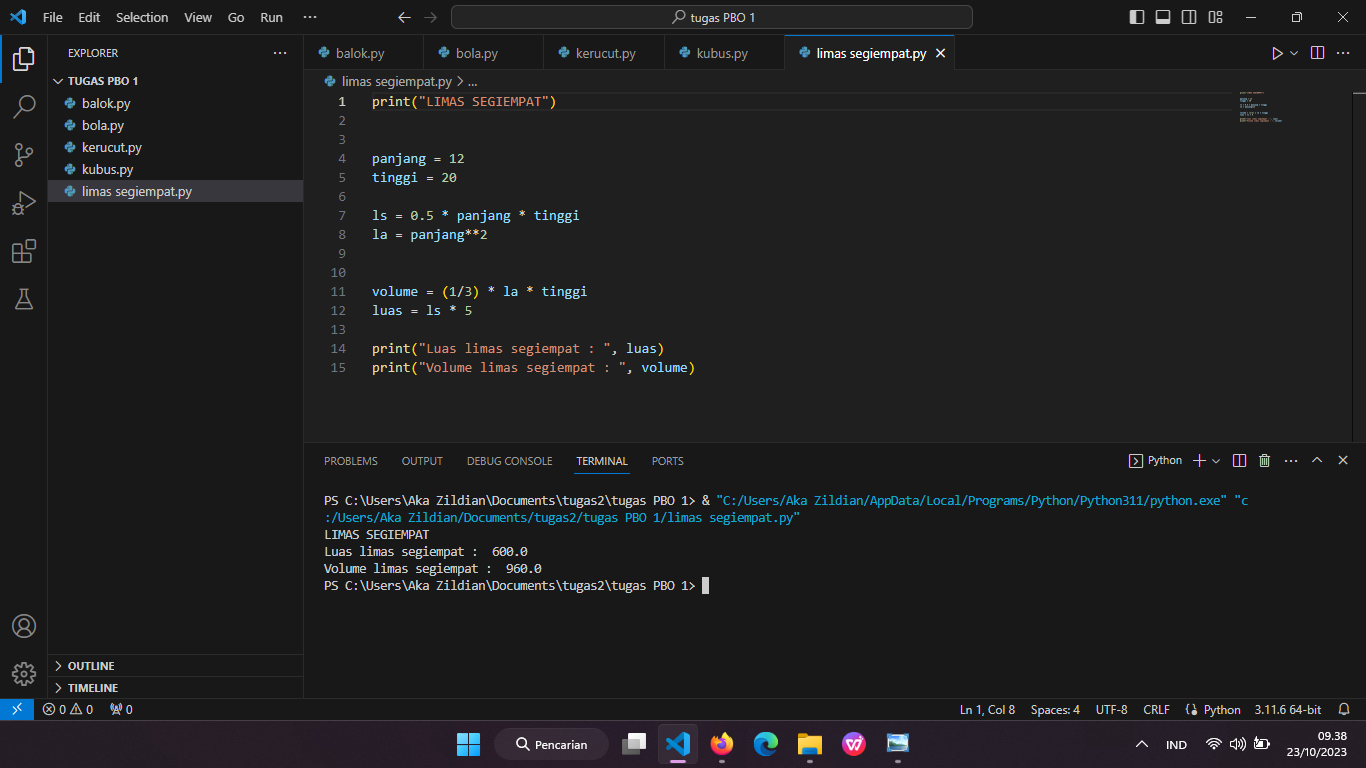 File Edit Selection View Go Run ··· tugas PBO 1
EXPLORER ···
TUGAS PBO 1
balok.py
bola.py
kerucut.py
kubus.py
limas segiempat.py
OUTLINE
TIMELINE
balok.py bola.py kerucut.py kubus.py limas segiempat.py
limas segiempat.py > ...
1 print("LIMAS SEGIEMPAT")
2
3
4 panjang = 12
5 tinggi = 20
6
7 ls = 0.5 * panjang * tinggi
8 la = panjang**2
9
10
11 volume = (1/3) * la * tinggi
12 luas = ls * 5
13
14 print("Luas limas segiempat : ", luas)
15 print("Volume limas segiempat : ", volume)
PROBLEMS OUTPUT DEBUG CONSOLE TERMINAL PORTS Python
PS C:\Users\Aka Zildian\Documents\tugas2\tugas PBO 1> & "C:/Users/Aka Zildian/AppData/Local/Programs/Python/Python311/python.exe" "c
:/Users/Aka Zildian/Documents/tugas2/tugas PBO 1/limas segiempat.py"
LIMAS SEGIEMPAT
Luas limas segiempat :  600.0
Volume limas segiempat :  960.0
PS C:\Users\Aka Zildian\Documents\tugas2\tugas PBO 1>
0 0 0 Ln 1, Col 8 Spaces: 4 UTF-8 CRLF Python 3.11.6 64-bit
Pencarian IND 09.38
23/10/2023